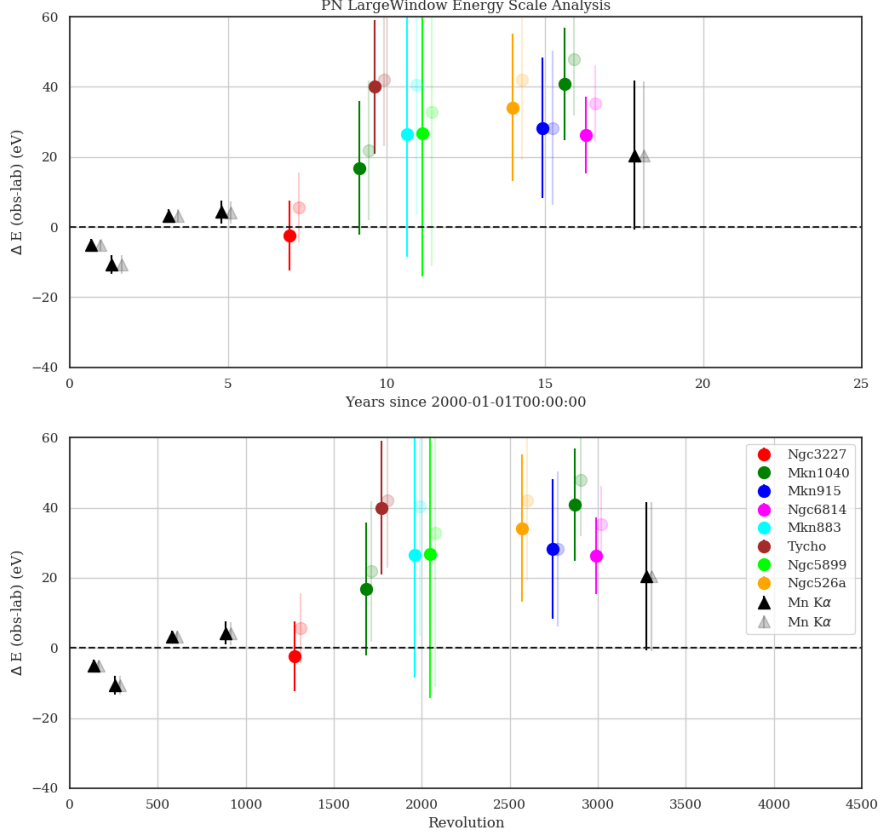 PN LargeWindow Energy Scale Analysis
60
40
20
0
−20
−40
Δ E (obs-lab) (eV)
0
5
10
15
20
25
Years since 2000-01-01T00:00:00
60
40
20
0
−20
−40
Δ E (obs-lab) (eV)
Ngc3227
Mkn1040
Mkn915
Ngc6814
Mkn883
Tycho
Ngc5899
Ngc526a
Mn Kα
Mn Kα
0
500
1000
1500
2000
2500
3000
3500
4000
4500
Revolution